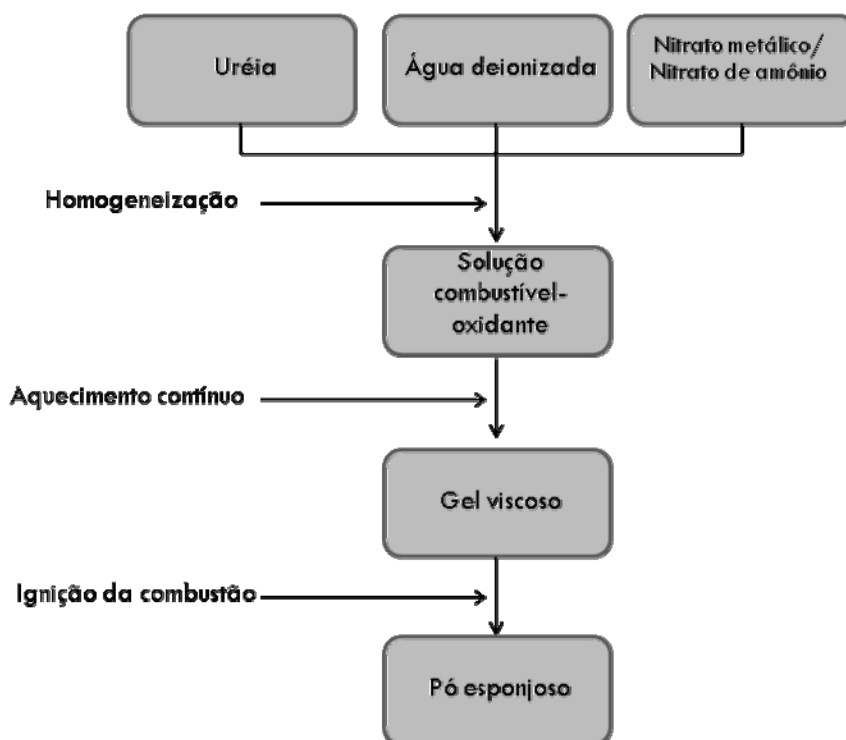 Uréia
Água deionizada
Nitrato metálico/
Nitrato de amônio
Homogeneização
Solução
combustível-
oxidante
Aquecimento contínuo
Gel viscoso
Ignição da combustão
Pó esponjoso